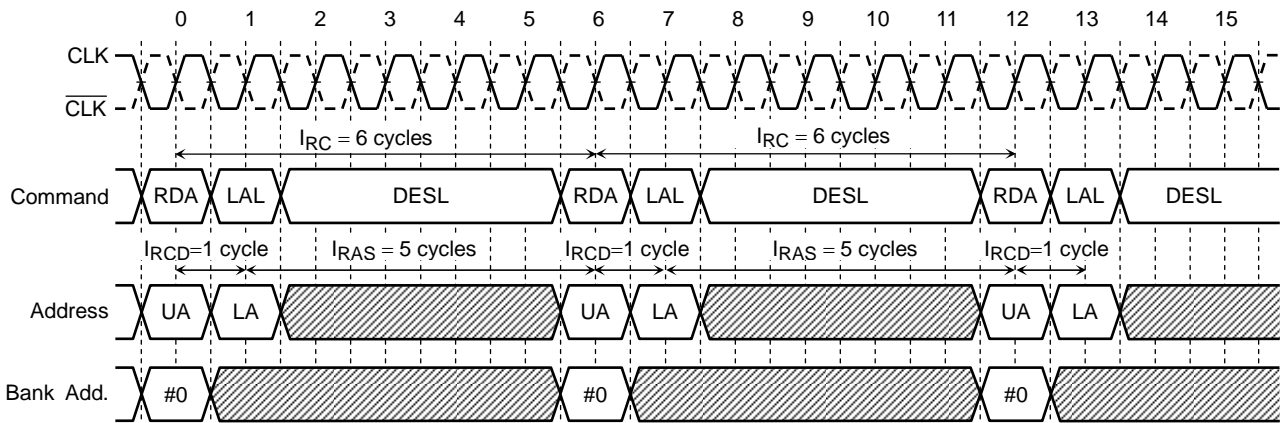 0 1 2 3 4 5 6 7 8 9 10 11 12 13 14 15
CLK
CLK
IRC = 6 cycles IRC = 6 cycles
Command RDA LAL DESL RDA LAL DESL RDA LAL DESL
IRCD=1 cycle IRAS = 5 cycles IRCD=1 cycle IRAS = 5 cycles IRCD=1 cycle
Address UA LA UA LA UA LA
Bank Add. #0 #0 #0